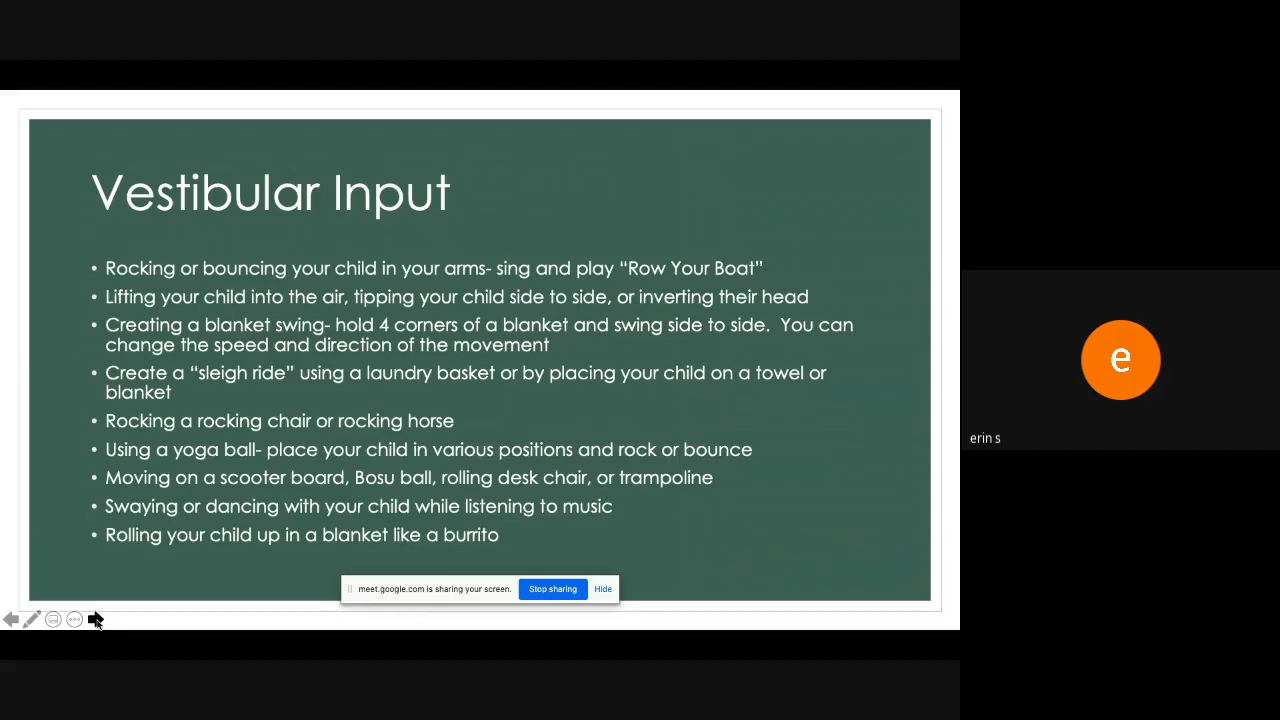 Vestibular Input
• Rocking or bouncing your child in your arms- sing and play “Row Your Boat”
• Lifting your child into the air, tipping your child side to side, or inverting their head
• Creating a blanket swing- hold 4 corners of a blanket and swing side to side.  You can
change the speed and direction of the movement
• Create a “sleigh ride” using a laundry basket or by placing your child on a towel or
blanket
• Rocking a rocking chair or rocking horse
• Using a yoga ball- place your child in various positions and rock or bounce
• Moving on a scooter board, Bosu ball, rolling desk chair, or trampoline
• Swaying or dancing with your child while listening to music
• Rolling your child up in a blanket like a burrito
meet.google.com is sharing your screen. Stop sharing Hide
e
erin s